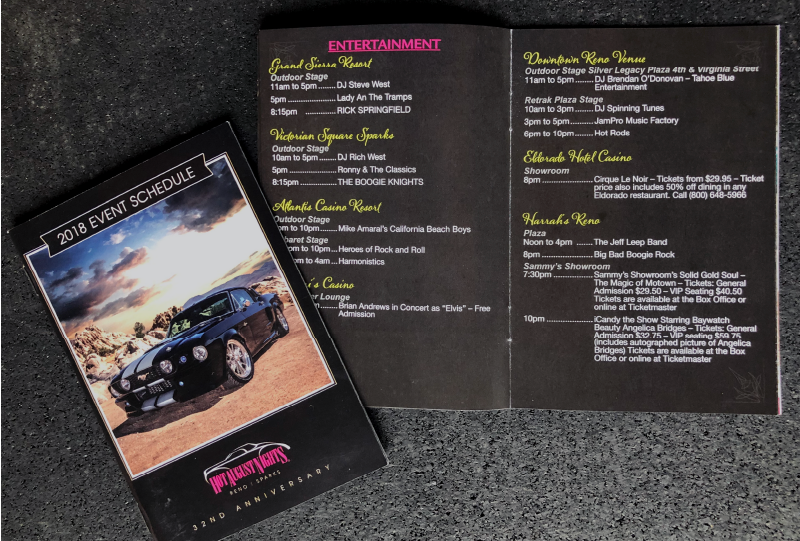 2018 EVENT SCHEDULE
HOT AUGUST NIGHTS
RENO | SPARKS
32ND ANNIVERSARY
ENTERTAINMENT
Grand Sierra Resort
Outdoor Stage
11am to 5pm ........ DJ Steve West
5pm ...................... Lady An The Tramps
8:15pm ............. RICK SPRINGFIELD
Victorian Square Sparks
Outdoor Stage
10am to 5pm ..... DJ Rich West
5pm ...................... Ronny & The Classics
8:15pm ................ THE BOOGIE KNIGHTS
Atlantis Casino Resort
Outdoor Stage
to 10pm ....... Mike Amaral's California Beach Boys
Stage
to 10pm ... Heroes of Rock and Roll
to 4am ... Harmonistics
Casino
Lounge
Brian Andrews in Concert as "Elvis" – Free
Admission
Downtown Reno Venue
Outdoor Stage Silver Legacy Plaza 4th & Virginia Street
11am to 5pm ........ DJ Brendan O'Donovan – Tahoe Blue
Entertainment
Retrak Plaza Stage
10am to 3pm ....... DJ Spinning Tunes
3pm to 5pm ......... JamPro Music Factory
6pm to 10pm ....... Hot Rods
Eldorado Hotel Casino
Showroom
8pm ..................... Cirque Le Noir – Tickets from $29.95 – Ticket
price also includes 50% off dining in any
Eldorado restaurant. Call (800) 648-5966
Harrah's Reno
Plaza
Noon to 4pm ....... The Jeff Leep Band
8pm ..................... Big Bad Boogie Rock
Sammy's Showroom
7:30pm ................ Sammy's Showroom's Solid Gold Soul –
The Magic of Motown – Tickets: General
Admission $29.50 – VIP Seating $40.50
Tickets are available at the Box Office or
online at Ticketmaster
10pm ................... iCandy the Show Starring Baywatch
Beauty Angelica Bridges – Tickets: General
Admission $32.75 – VIP seating $59.75
(includes autographed picture of Angelica
Bridges) Tickets are available at the Box
Office or online at Ticketmaster